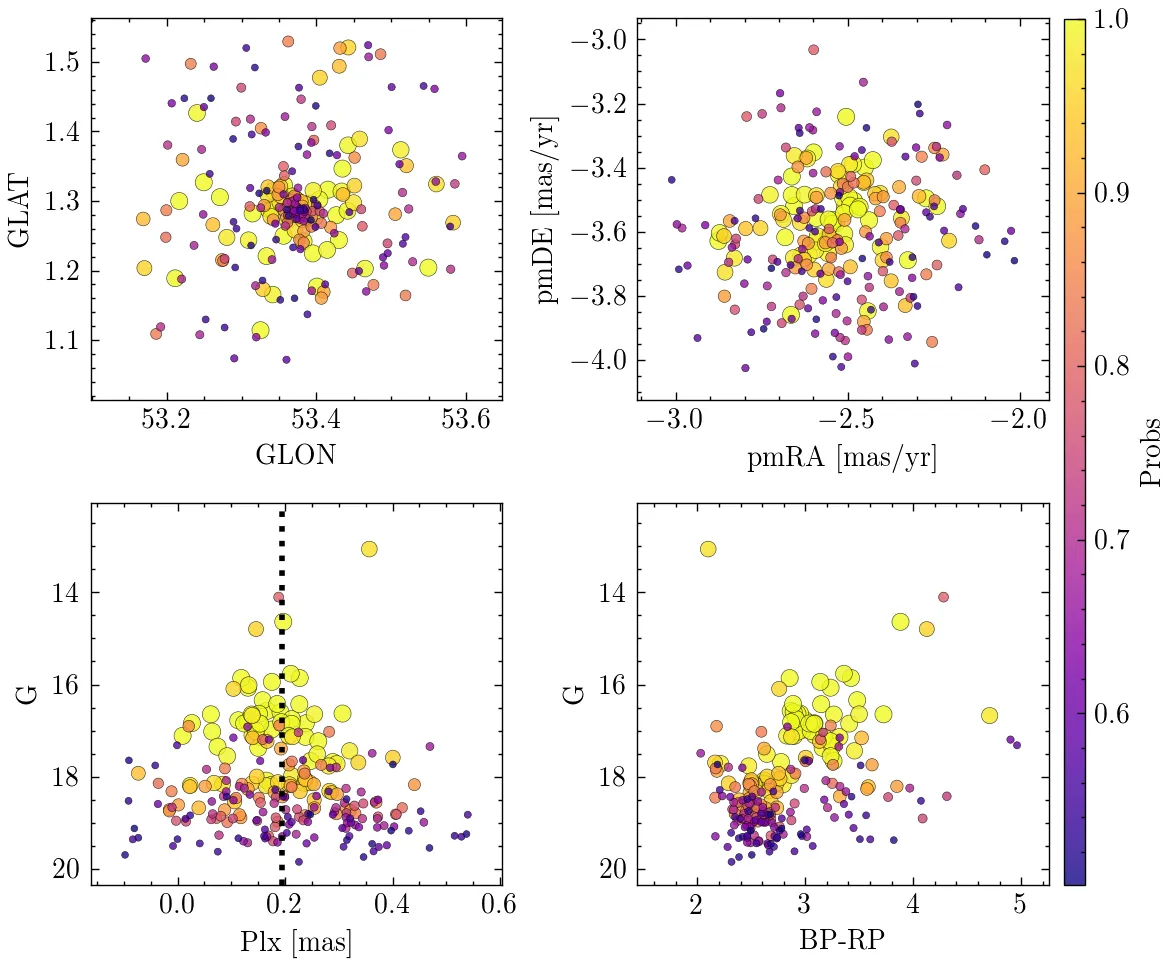 1.5
1.4
1.3
1.2
1.1
GLAT
53.2 53.4 53.6
GLON
−3.0
−3.2
−3.4
−3.6
−3.8
−4.0
pmDE [mas/yr]
−3.0 −2.5 −2.0
pmRA [mas/yr]
1.0
0.9
0.8
0.7
0.6
Probs
14
16
18
20
G
0.0 0.2 0.4 0.6
Plx [mas]
14
16
18
20
G
2 3 4 5
BP-RP